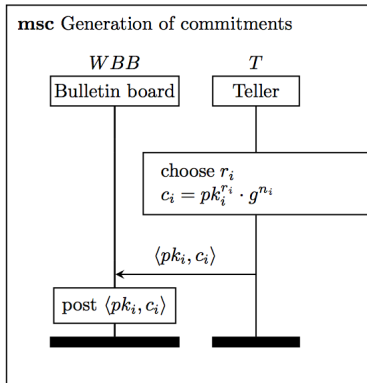 msc Generation of commitments
WBB T
Bulletin board Teller
choose r_i
c_i = pk_i^{r_i} · g^{n_i}
⟨pk_i, c_i⟩
post ⟨pk_i, c_i⟩